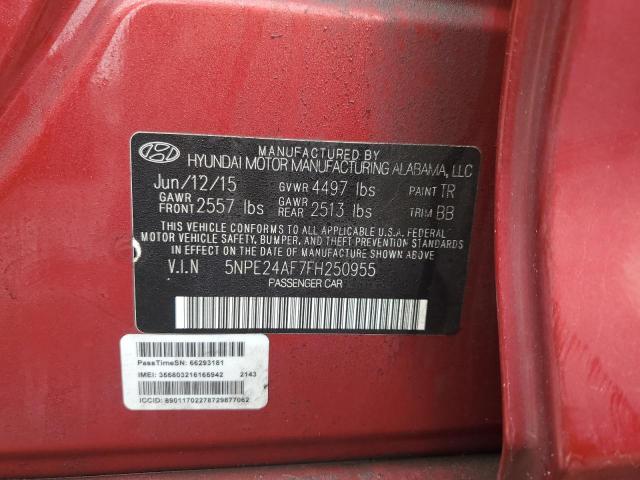 MANUFACTURED BY
HYUNDAI MOTOR MANUFACTURING ALABAMA, LLC
Jun/12/15 GVWR 4497 lbs PAINT TR
GAWR FRONT 2557 lbs GAWR REAR 2513 lbs TRIM BB
THIS VEHICLE CONFORMS TO ALL APPLICABLE U.S.A. FEDERAL
MOTOR VEHICLE SAFETY, BUMPER, AND THEFT PREVENTION STANDARDS
IN EFFECT ON THE DATE OF MANUFACTURE SHOWN ABOVE.
V.I.N 5NPE24AF7FH250955
PASSENGER CAR
PassTimeSN: 66293181
IMEI: 355803216165942 2143
ICCID: 89011702278729877062